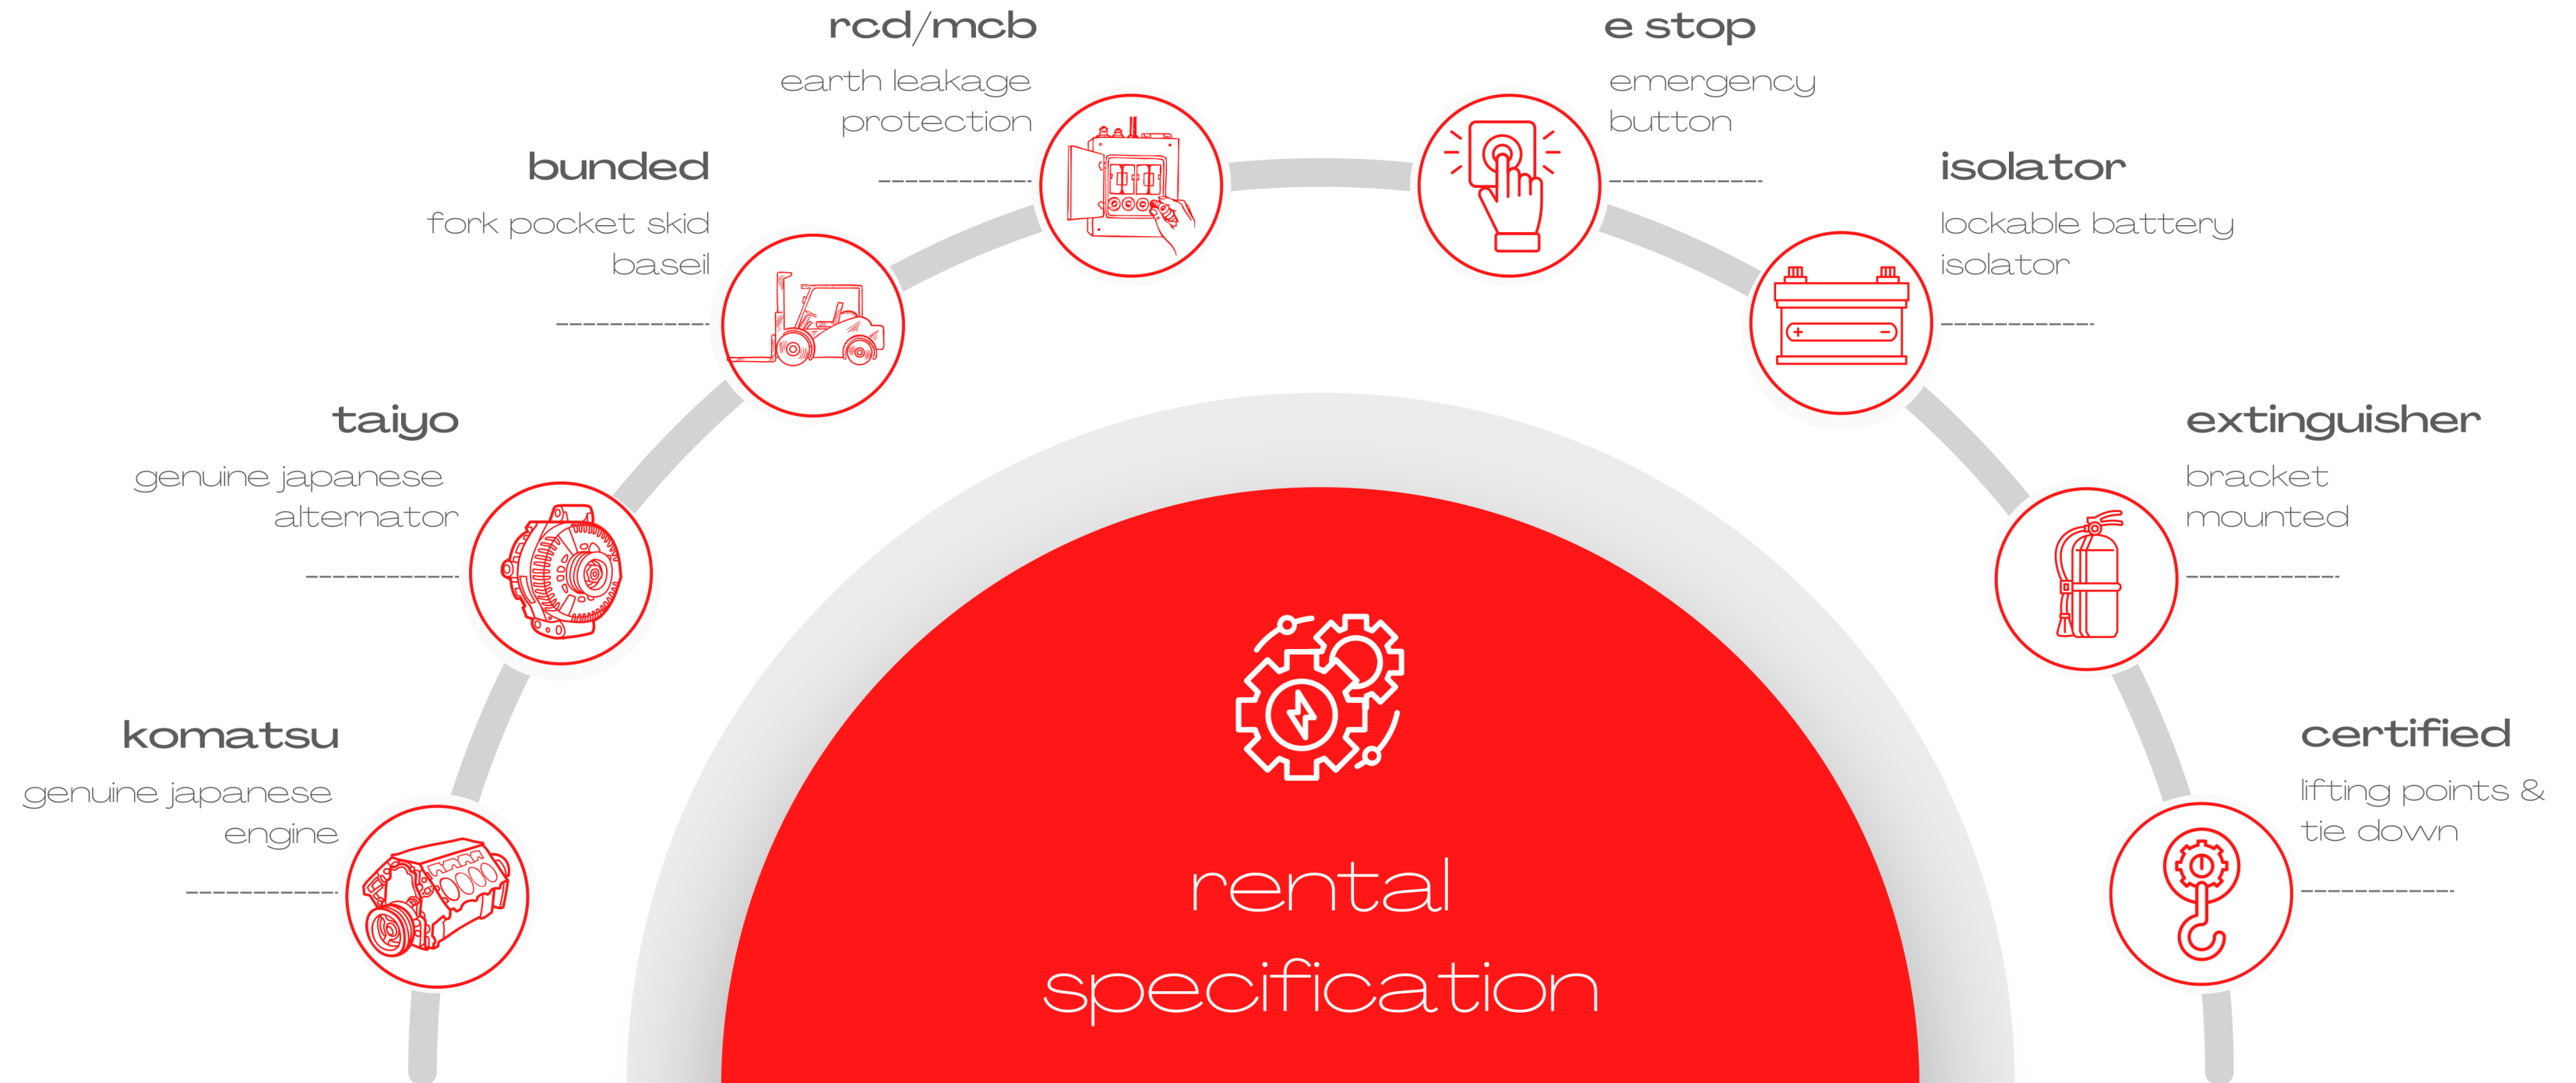 komatsu
genuine japanese
engine
taiyo
genuine japanese
alternator
bunded
fork pocket skid
baseil
rcd/mcb
earth leakage
protection
e stop
emergency
button
isolator
lockable battery
isolator
extinguisher
bracket
mounted
certified
lifting points &
tie down
rental
specification